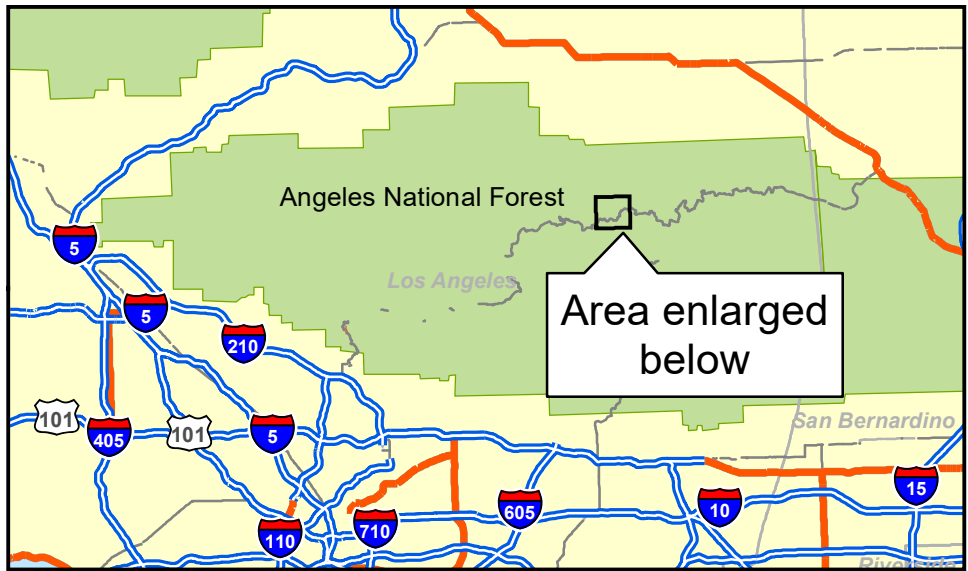 Angeles National Forest
5
Los Angeles
Area enlarged
below
5
210
101
405
101
5
San Bernardino
15
10
605
710
110
Riverside